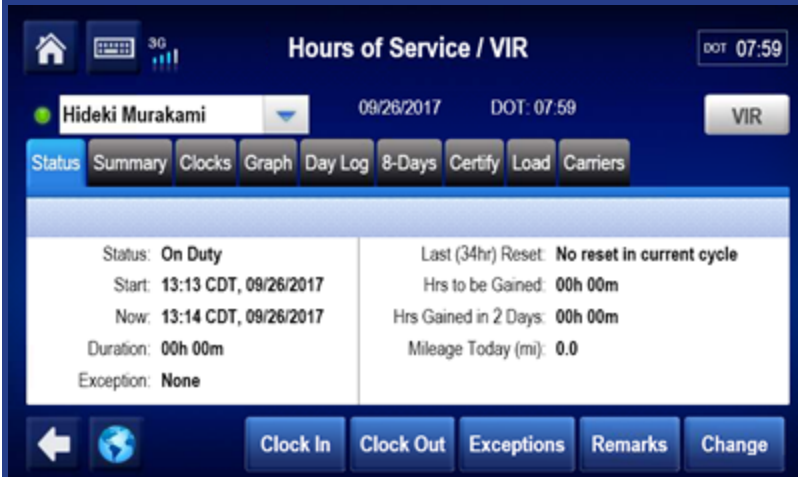 3G
Hours of Service / VIR
DOT 07:59
Hideki Murakami
09/26/2017
DOT: 07:59
VIR
Status Summary Clocks Graph Day Log 8-Days Certify Load Carriers
Status: On Duty
Start: 13:13 CDT, 09/26/2017
Now: 13:14 CDT, 09/26/2017
Duration: 00h 00m
Exception: None
Last (34hr) Reset: No reset in current cycle
Hrs to be Gained: 00h 00m
Hrs Gained in 2 Days: 00h 00m
Mileage Today (mi): 0.0
Clock In Clock Out Exceptions Remarks Change